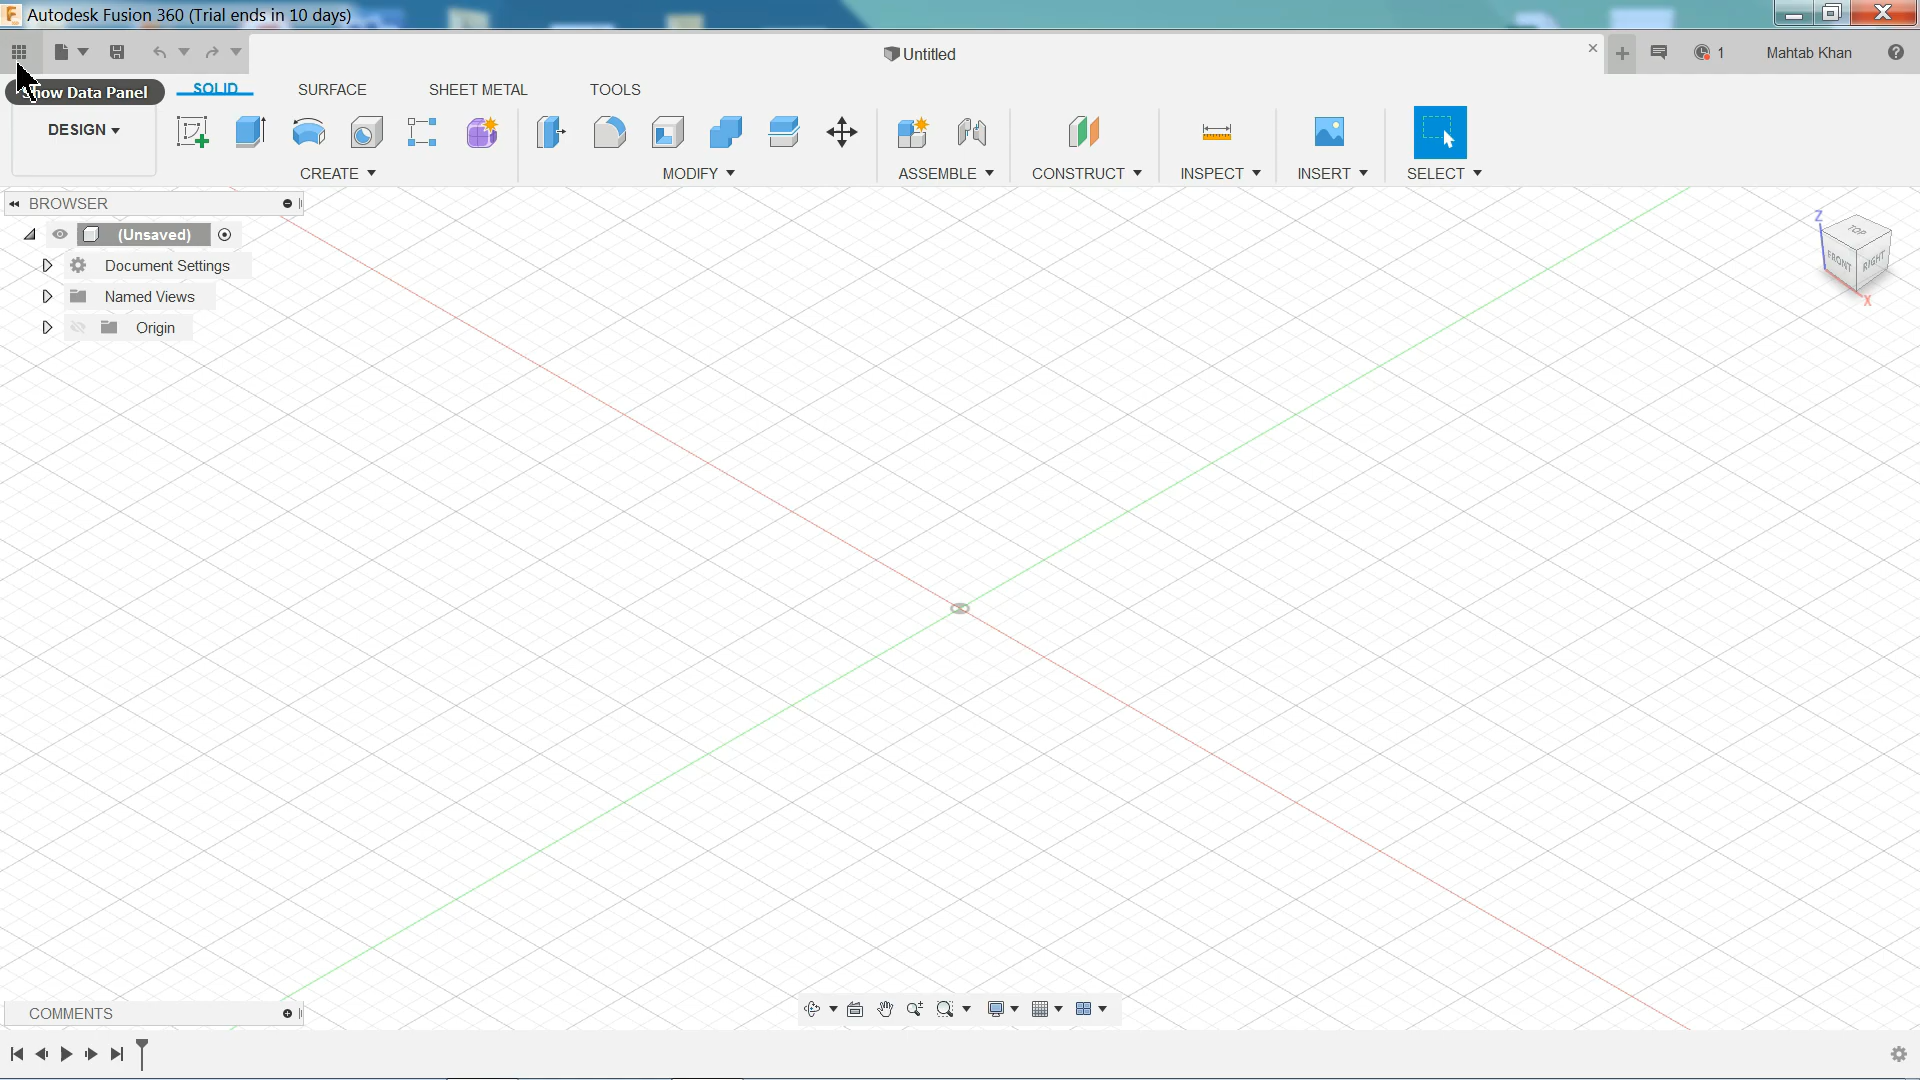 Autodesk Fusion 360 (Trial ends in 10 days)
Untitled
1
Mahtab Khan
Data Panel
SOLID
SURFACE
SHEET METAL
TOOLS
DESIGN
CREATE
MODIFY
ASSEMBLE
CONSTRUCT
INSPECT
INSERT
SELECT
BROWSER
(Unsaved)
Document Settings
Named Views
Origin
Z
TOP
FRONT
RIGHT
X
COMMENTS